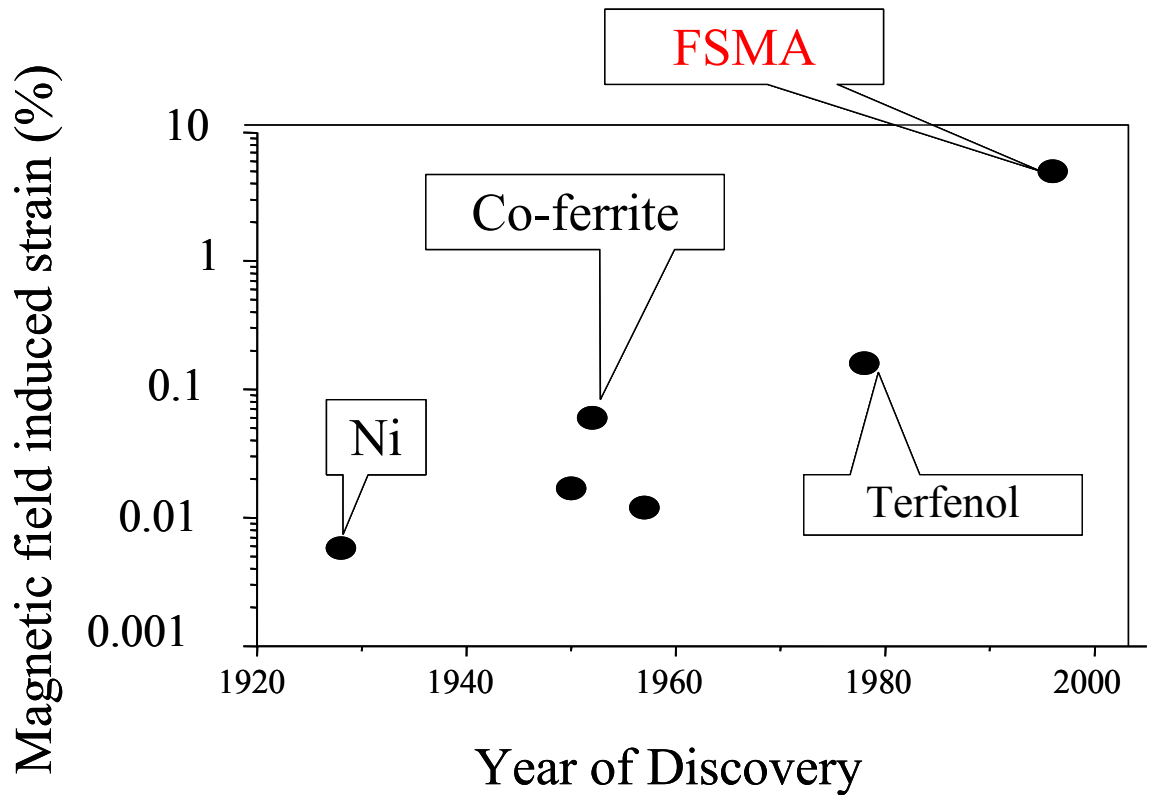 FSMA
Magnetic field induced strain (%)
10
Co-ferrite
1
0.1
Ni
Terfenol
0.01
0.001
1920 1940 1960 1980 2000
Year of Discovery